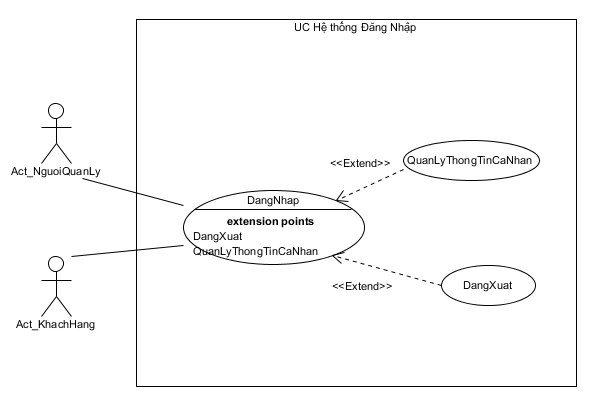 UC Hệ thống Đăng Nhập
Act_NguoiQuanLy
<<Extend>>
QuanLyThongTinCaNhan
DangNhap
extension points
DangXuat
QuanLyThongTinCaNhan
<<Extend>>
DangXuat
Act_KhachHang